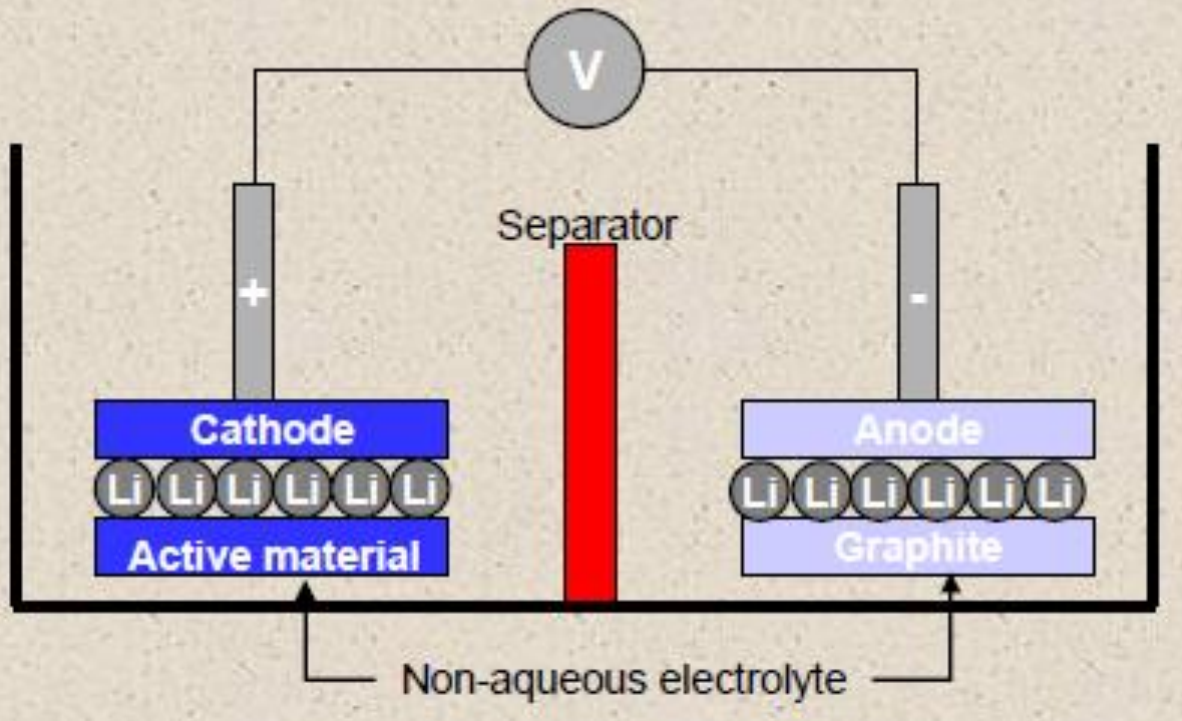 V
Separator
+
-
Cathode
Anode
Li Li Li Li Li Li
Li Li Li Li Li Li
Active material
Graphite
Non-aqueous electrolyte